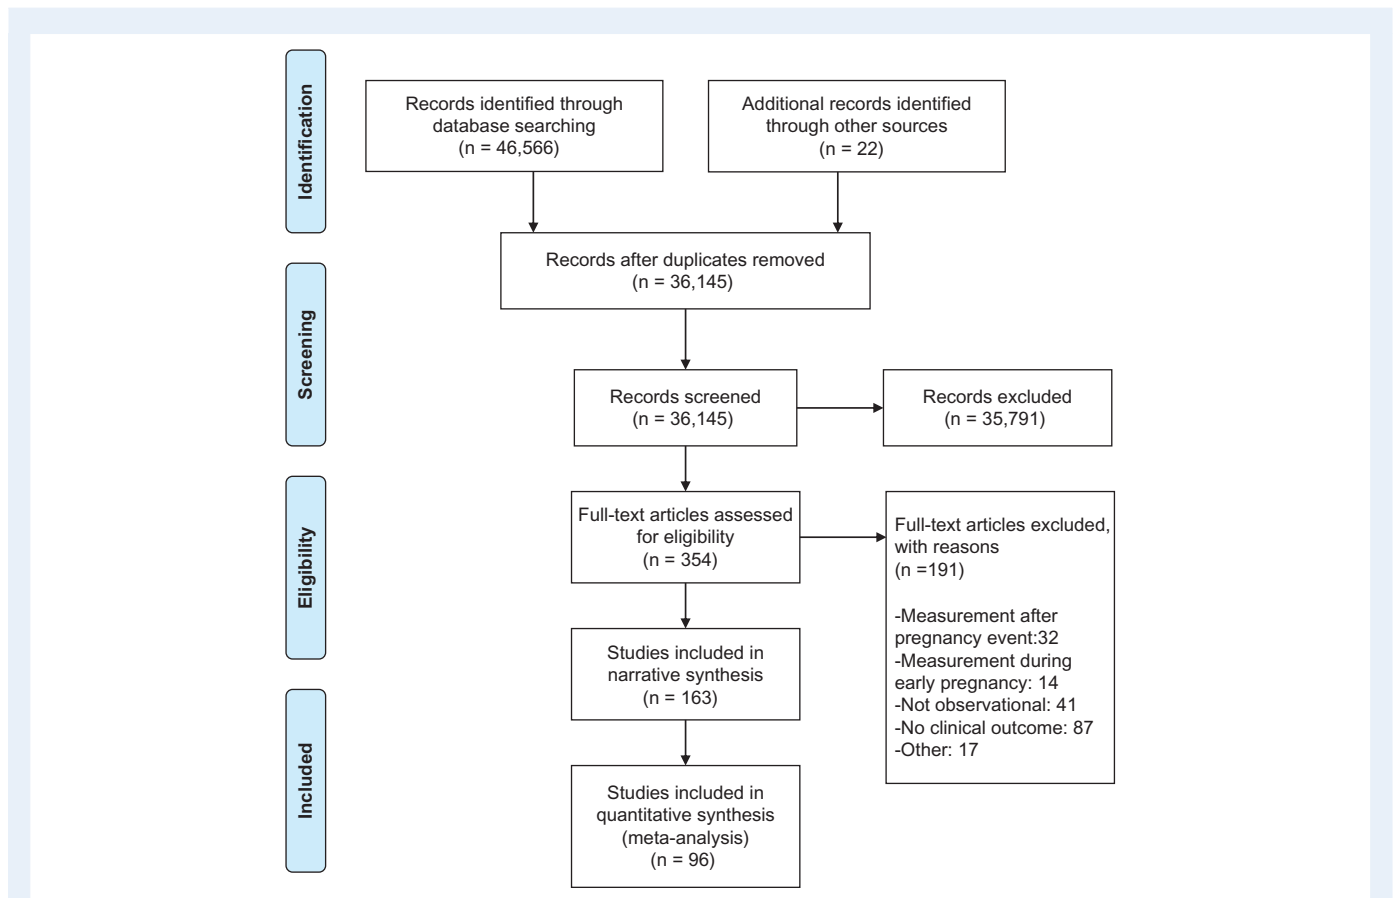 Identification
Records identified through
database searching
(n = 46,566)
Additional records identified
through other sources
(n = 22)
Records after duplicates removed
(n = 36,145)
Screening
Records screened
(n = 36,145)
Records excluded
(n = 35,791)
Eligibility
Full-text articles assessed
for eligibility
(n = 354)
Full-text articles excluded,
with reasons
(n =191)
-Measurement after
pregnancy event:32
-Measurement during
early pregnancy: 14
-Not observational: 41
-No clinical outcome: 87
-Other: 17
Studies included in
narrative synthesis
(n = 163)
Included
Studies included in
quantitative synthesis
(meta-analysis)
(n = 96)